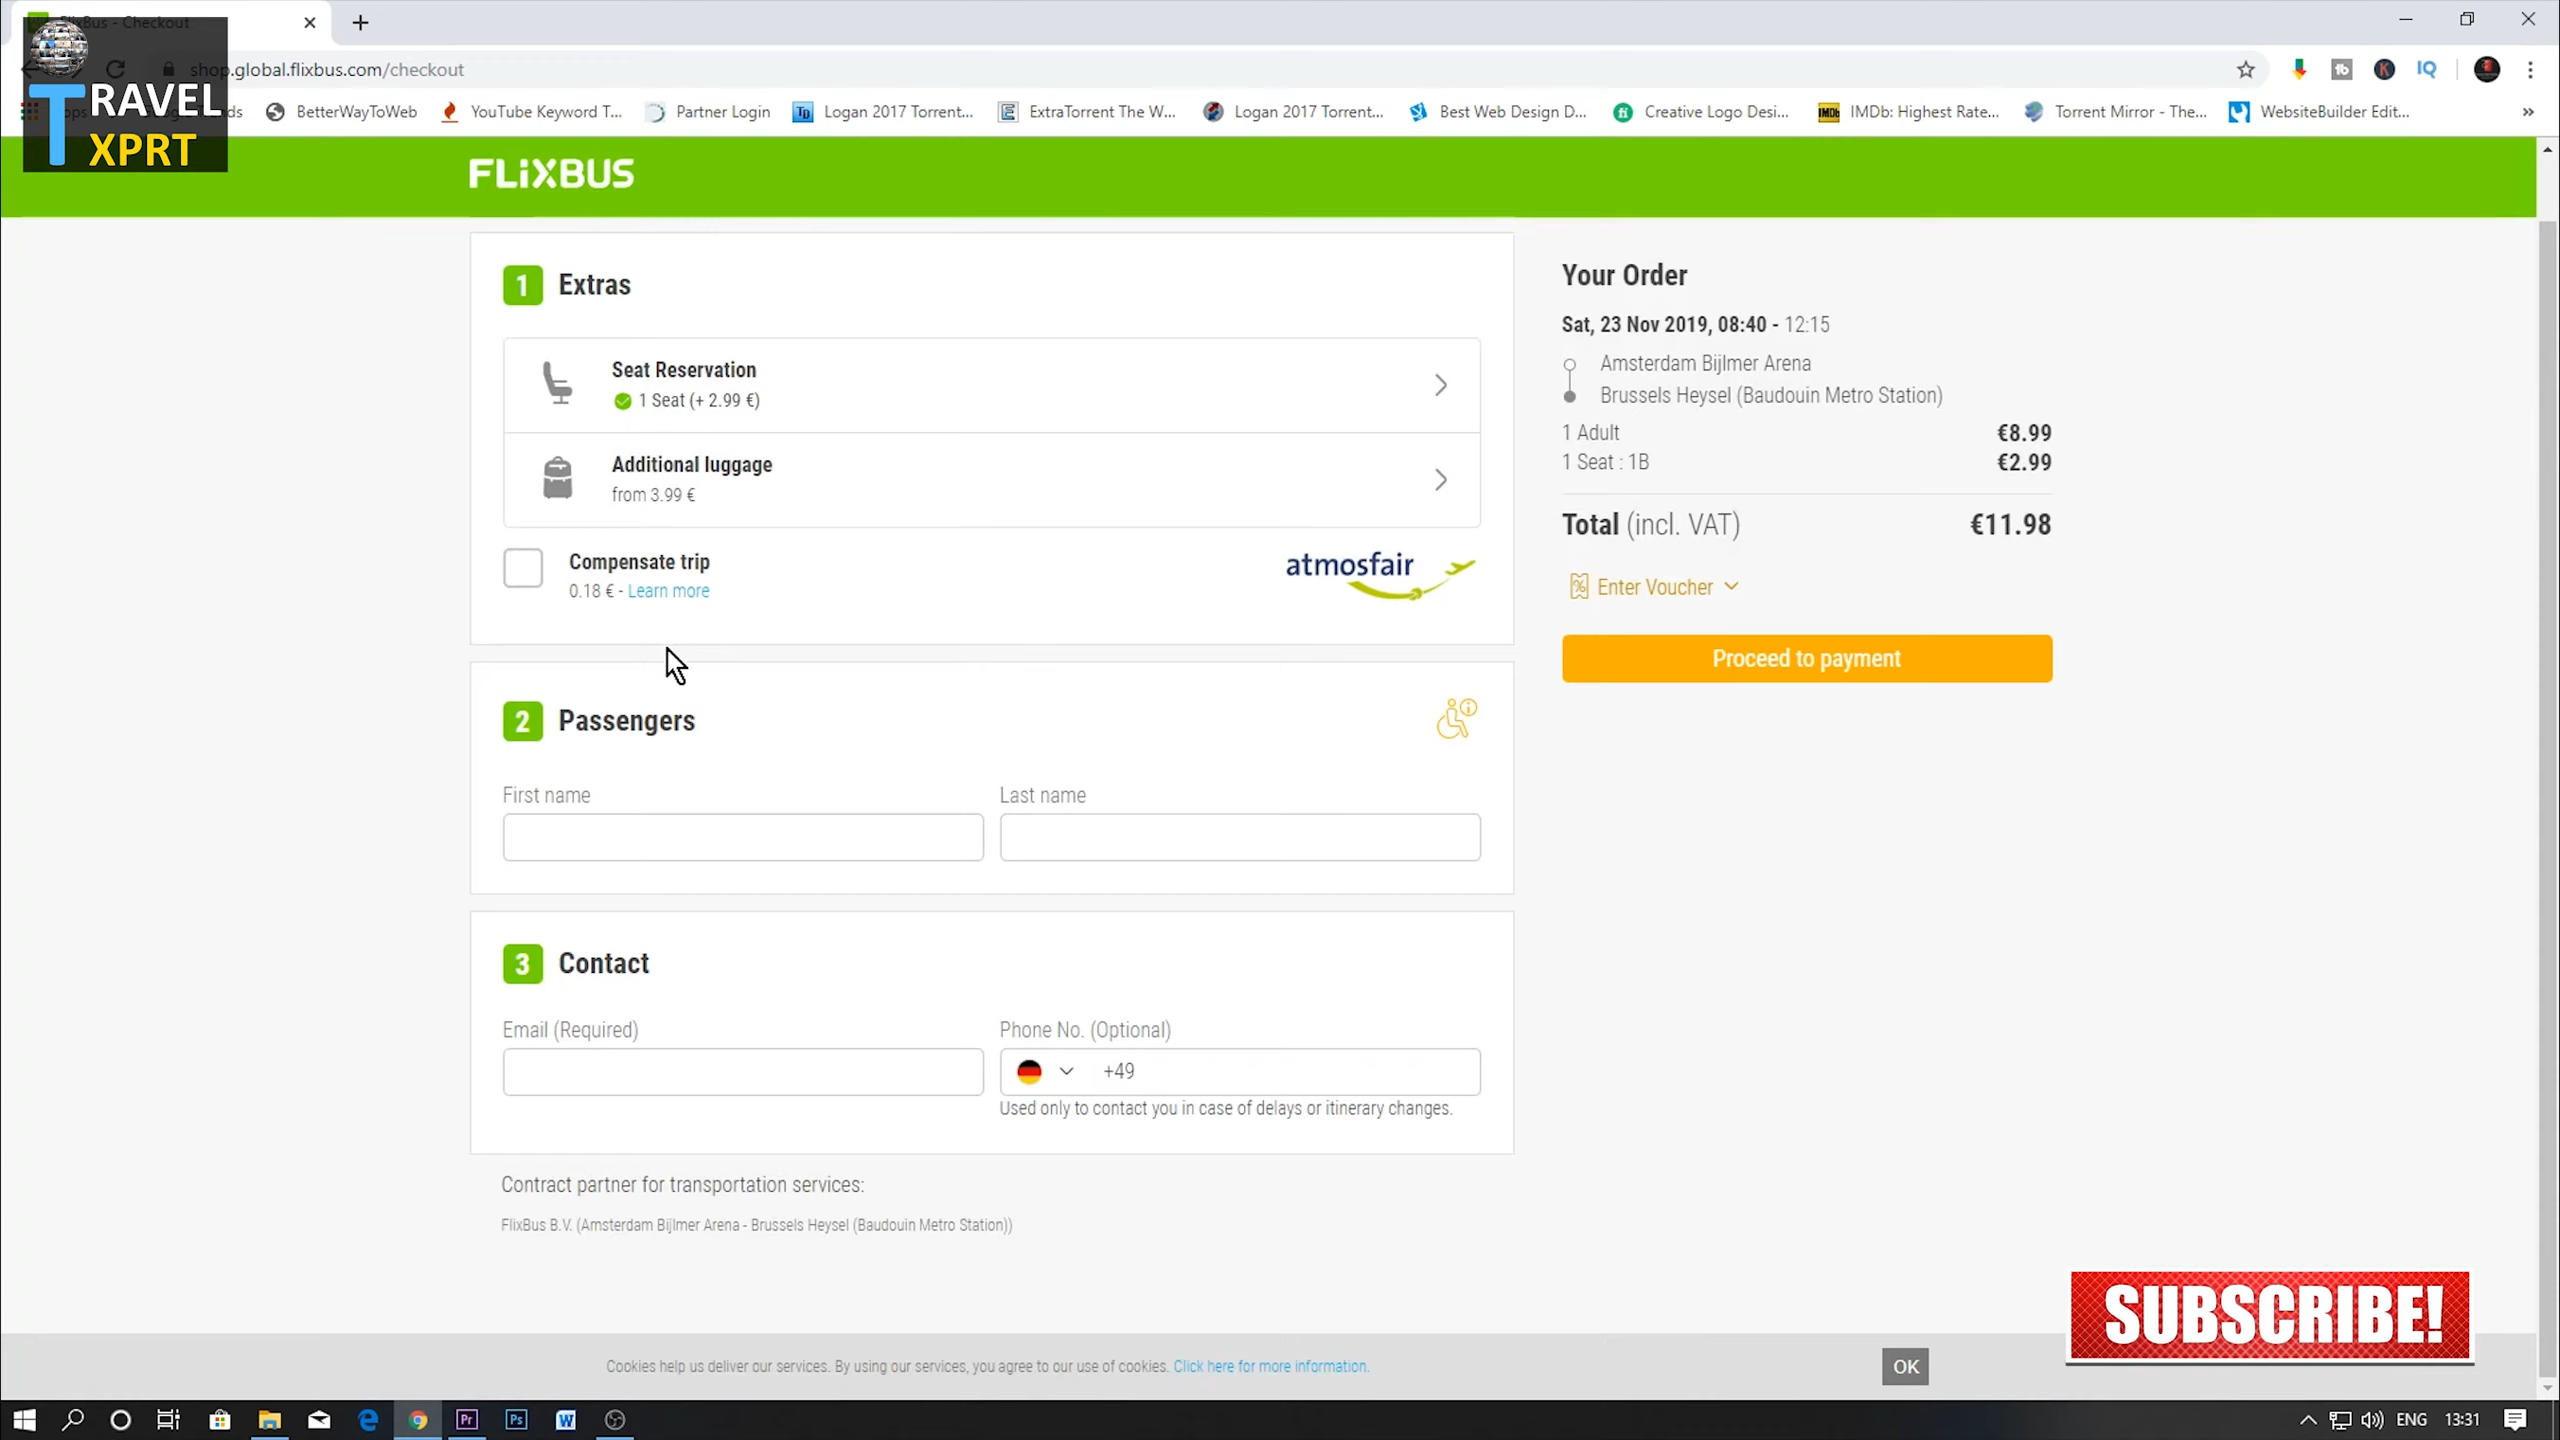 FlixBus - Checkout
shop.global.flixbus.com/checkout
TRAVEL
XPRT
BetterWayToWeb
YouTube Keyword T...
Partner Login
Logan 2017 Torrent...
ExtraTorrent The W...
Logan 2017 Torrent...
Best Web Design D...
Creative Logo Desi...
IMDb: Highest Rate...
Torrent Mirror - The...
WebsiteBuilder Edit...
FLiXBUS
1 Extras
Seat Reservation
1 Seat (+ 2.99 €)
Additional luggage
from 3.99 €
Compensate trip
0.18 € - Learn more
atmosfair
2 Passengers
First name
Last name
3 Contact
Email (Required)
Phone No. (Optional)
+49
Used only to contact you in case of delays or itinerary changes.
Contract partner for transportation services:
FlixBus B.V. (Amsterdam Bijlmer Arena - Brussels Heysel (Baudouin Metro Station))
Your Order
Sat, 23 Nov 2019, 08:40 - 12:15
Amsterdam Bijlmer Arena
Brussels Heysel (Baudouin Metro Station)
1 Adult €8.99
1 Seat : 1B €2.99
Total (incl. VAT) €11.98
Enter Voucher
Proceed to payment
SUBSCRIBE!
Cookies help us deliver our services. By using our services, you agree to our use of cookies. Click here for more information.
OK
ENG
13:31